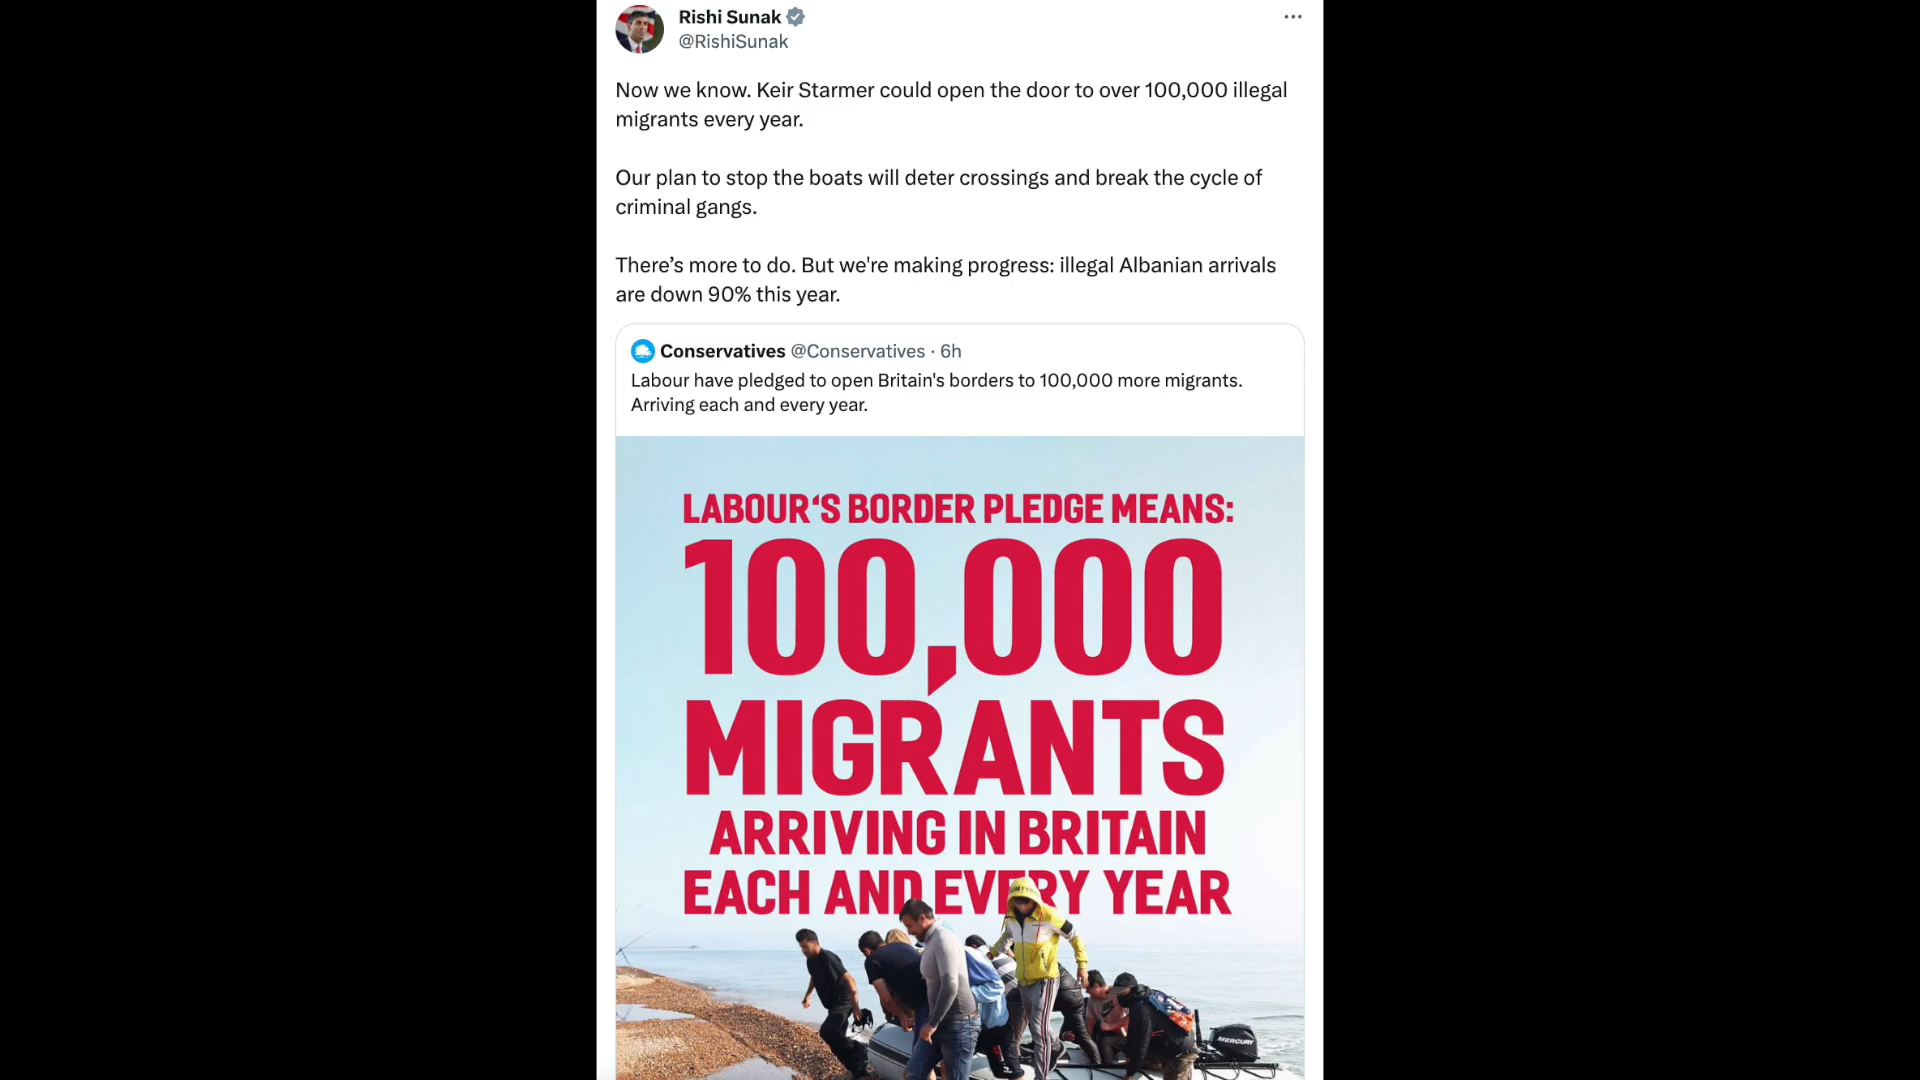 Rishi Sunak
@RishiSunak
Now we know. Keir Starmer could open the door to over 100,000 illegal
migrants every year.
Our plan to stop the boats will deter crossings and break the cycle of
criminal gangs.
There’s more to do. But we're making progress: illegal Albanian arrivals
are down 90% this year.
Conservatives @Conservatives · 6h
Labour have pledged to open Britain's borders to 100,000 more migrants.
Arriving each and every year.
LABOUR‘S BORDER PLEDGE MEANS:
100,000
MIGRANTS
ARRIVING IN BRITAIN
EACH AND EVERY YEAR
MERCURY